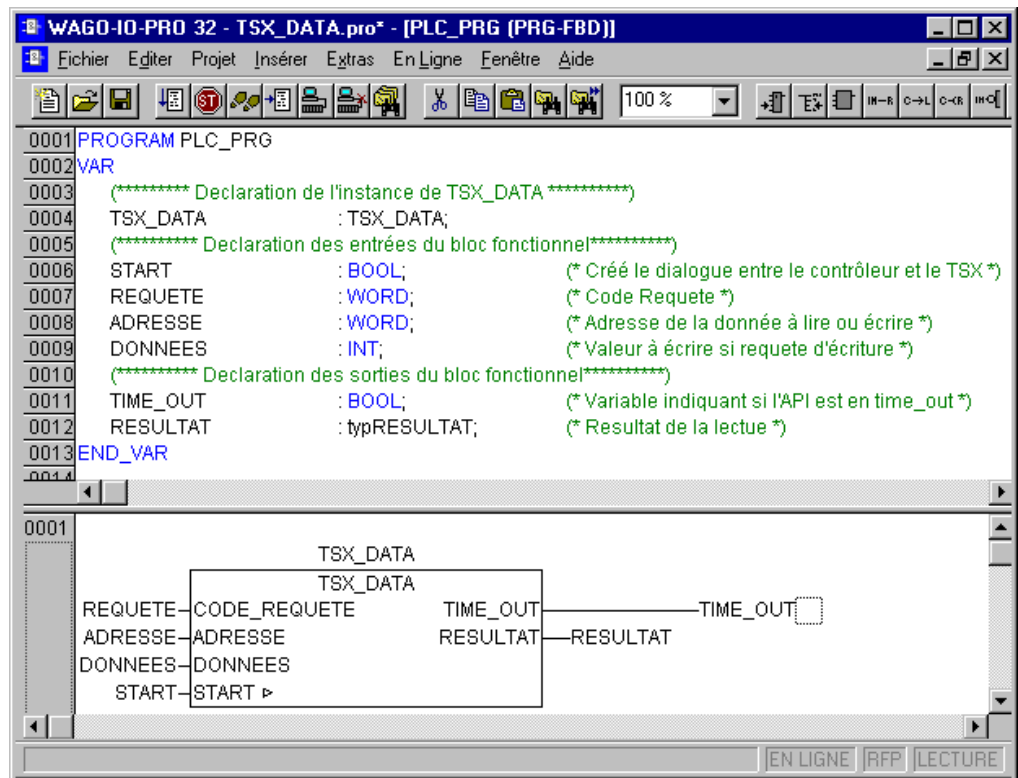 WAGO-IO-PRO 32 - TSX_DATA.pro* - [PLC_PRG (PRG-FBD)]
Fichier Editer Projet Insérer Extras En Ligne Fenêtre Aide
100 %
0001 PROGRAM PLC_PRG
0002 VAR
0003 (********* Declaration de l'instance de TSX_DATA **********)
0004 TSX_DATA : TSX_DATA;
0005 (********** Declaration des entrées du bloc fonctionnel**********)
0006 START : BOOL; (* Créé le dialogue entre le contrôleur et le TSX *)
0007 REQUETE : WORD; (* Code Requete *)
0008 ADRESSE : WORD; (* Adresse de la donnée à lire ou écrire *)
0009 DONNEES : INT; (* Valeur à écrire si requete d'écriture *)
0010 (********** Declaration des sorties du bloc fonctionnel**********)
0011 TIME_OUT : BOOL; (* Variable indiquant si l'API est en time_out *)
0012 RESULTAT : typRESULTAT; (* Resultat de la lectue *)
0013 END_VAR
0014
0001
TSX_DATA
TSX_DATA
REQUETE CODE_REQUETE TIME_OUT TIME_OUT
ADRESSE ADRESSE RESULTAT RESULTAT
DONNEES DONNEES
START START
EN LIGNE RFP LECTURE